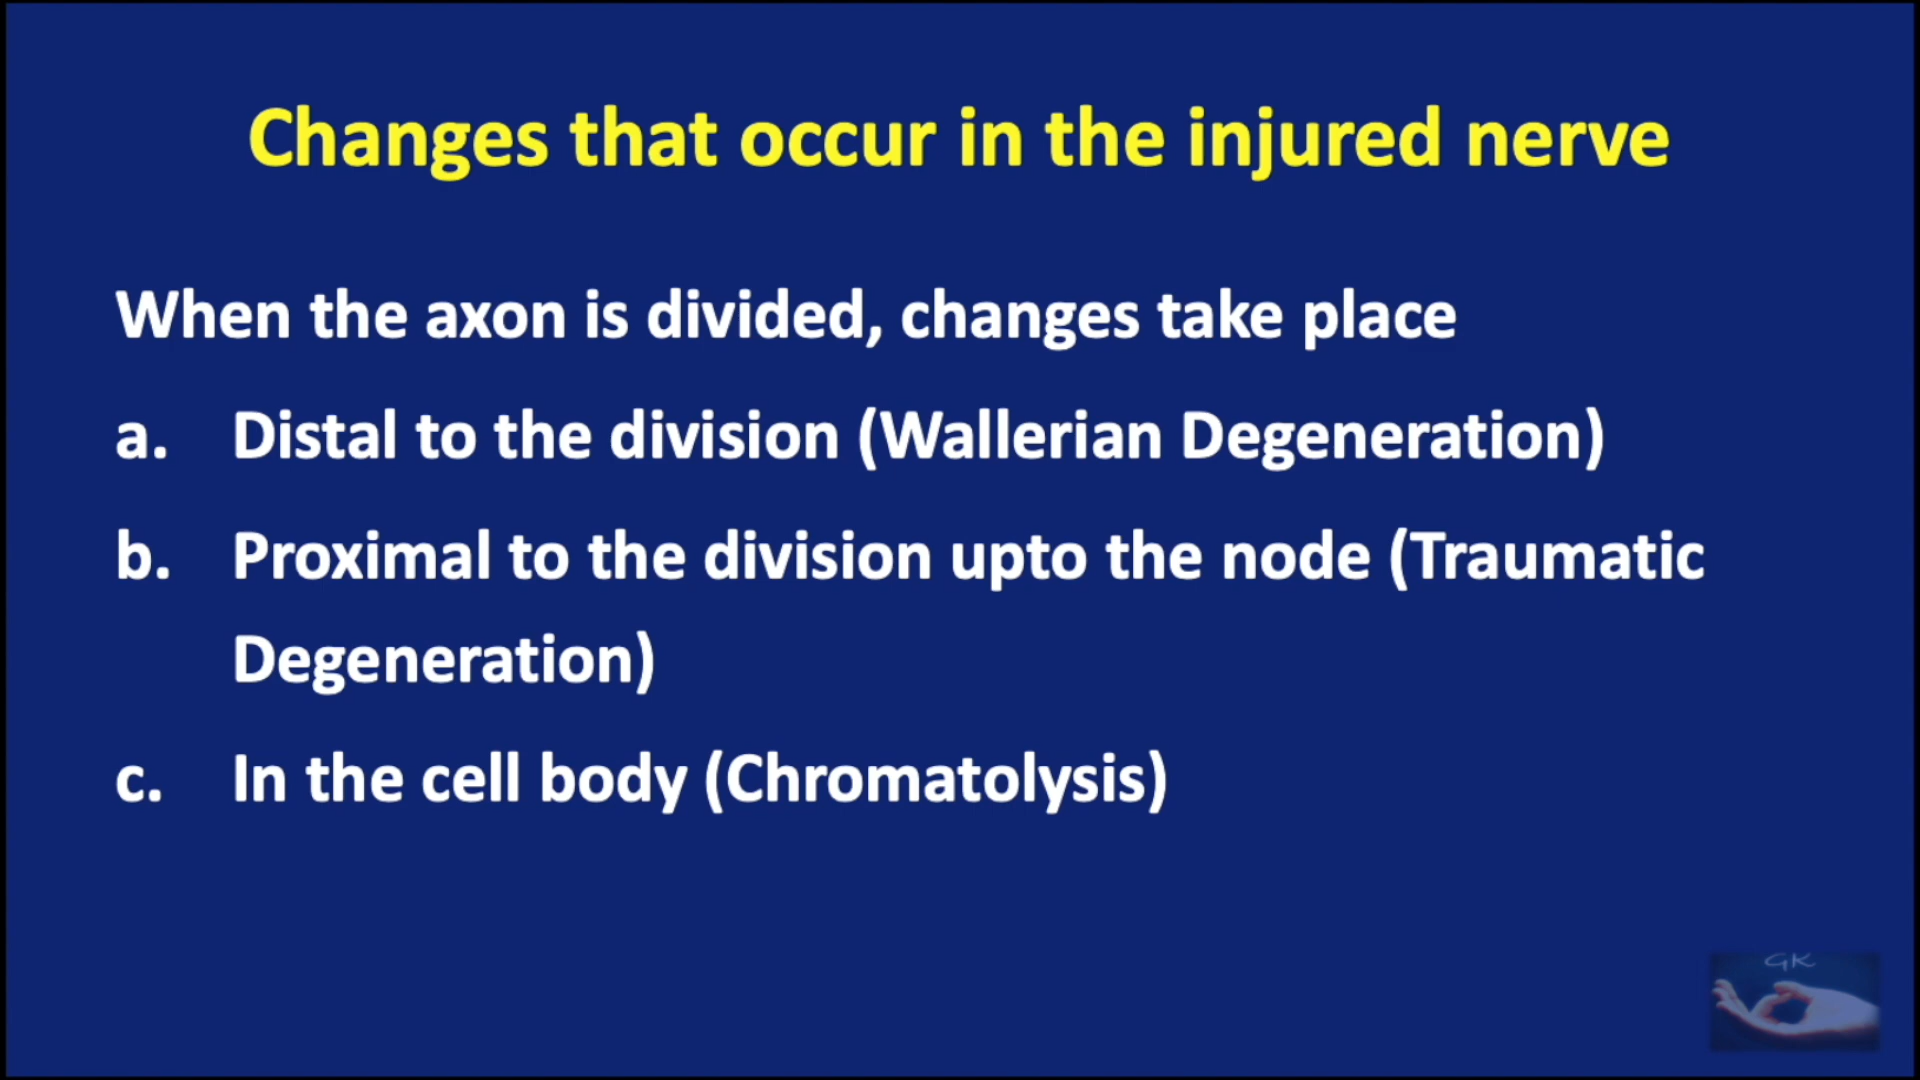 Changes that occur in the injured nerve
When the axon is divided, changes take place
a. Distal to the division (Wallerian Degeneration)
b. Proximal to the division upto the node (Traumatic
Degeneration)
c. In the cell body (Chromatolysis)
GK